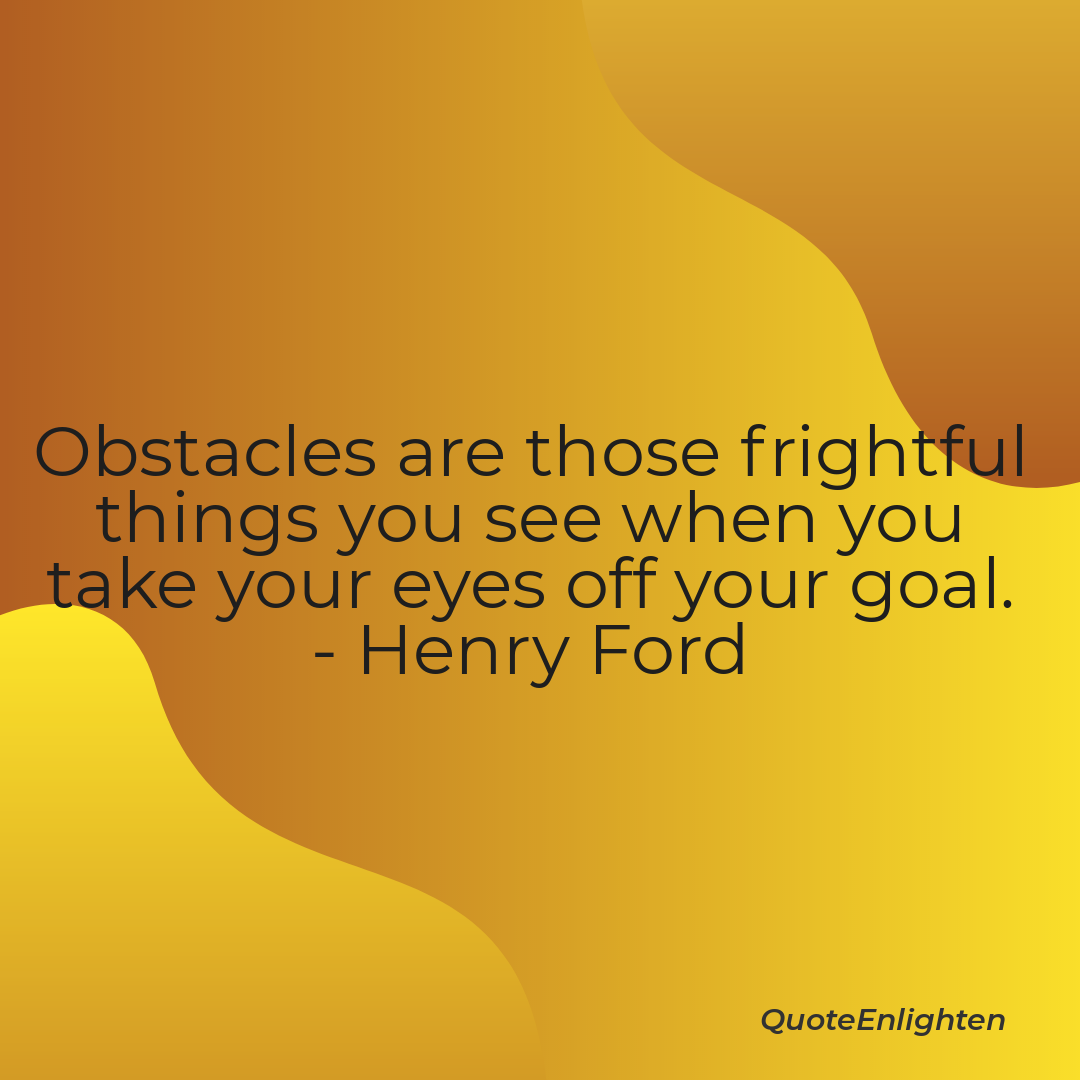 Obstacles are those frightful
things you see when you
take your eyes off your goal.
- Henry Ford
QuoteEnlighten